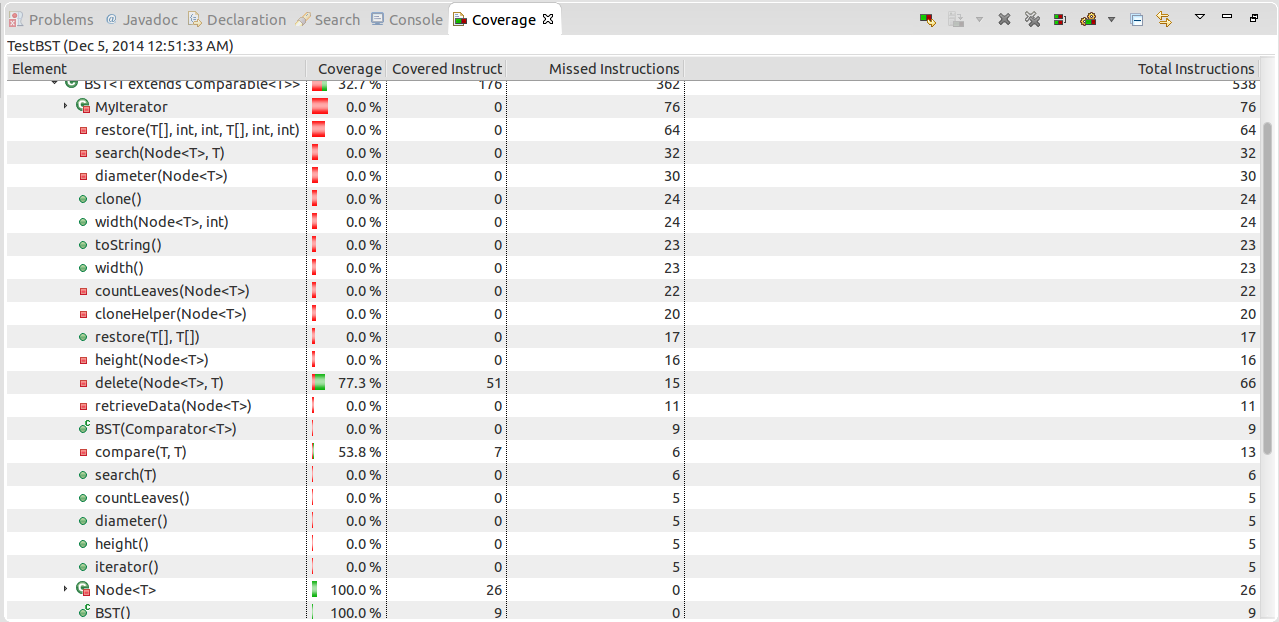 Problems @ Javadoc Declaration Search Console Coverage
TestBST (Dec 5, 2014 12:51:33 AM)
Element Coverage Covered Instruct Missed Instructions Total Instructions
BST<T extends Comparable<T>> 32.7 % 176 362 538
MyIterator 0.0 % 0 76 76
restore(T[], int, int, T[], int, int) 0.0 % 0 64 64
search(Node<T>, T) 0.0 % 0 32 32
diameter(Node<T>) 0.0 % 0 30 30
clone() 0.0 % 0 24 24
width(Node<T>, int) 0.0 % 0 24 24
toString() 0.0 % 0 23 23
width() 0.0 % 0 23 23
countLeaves(Node<T>) 0.0 % 0 22 22
cloneHelper(Node<T>) 0.0 % 0 20 20
restore(T[], T[]) 0.0 % 0 17 17
height(Node<T>) 0.0 % 0 16 16
delete(Node<T>, T) 77.3 % 51 15 66
retrieveData(Node<T>) 0.0 % 0 11 11
BST(Comparator<T>) 0.0 % 0 9 9
compare(T, T) 53.8 % 7 6 13
search(T) 0.0 % 0 6 6
countLeaves() 0.0 % 0 5 5
diameter() 0.0 % 0 5 5
height() 0.0 % 0 5 5
iterator() 0.0 % 0 5 5
Node<T> 100.0 % 26 0 26
BST() 100.0 % 9 0 9